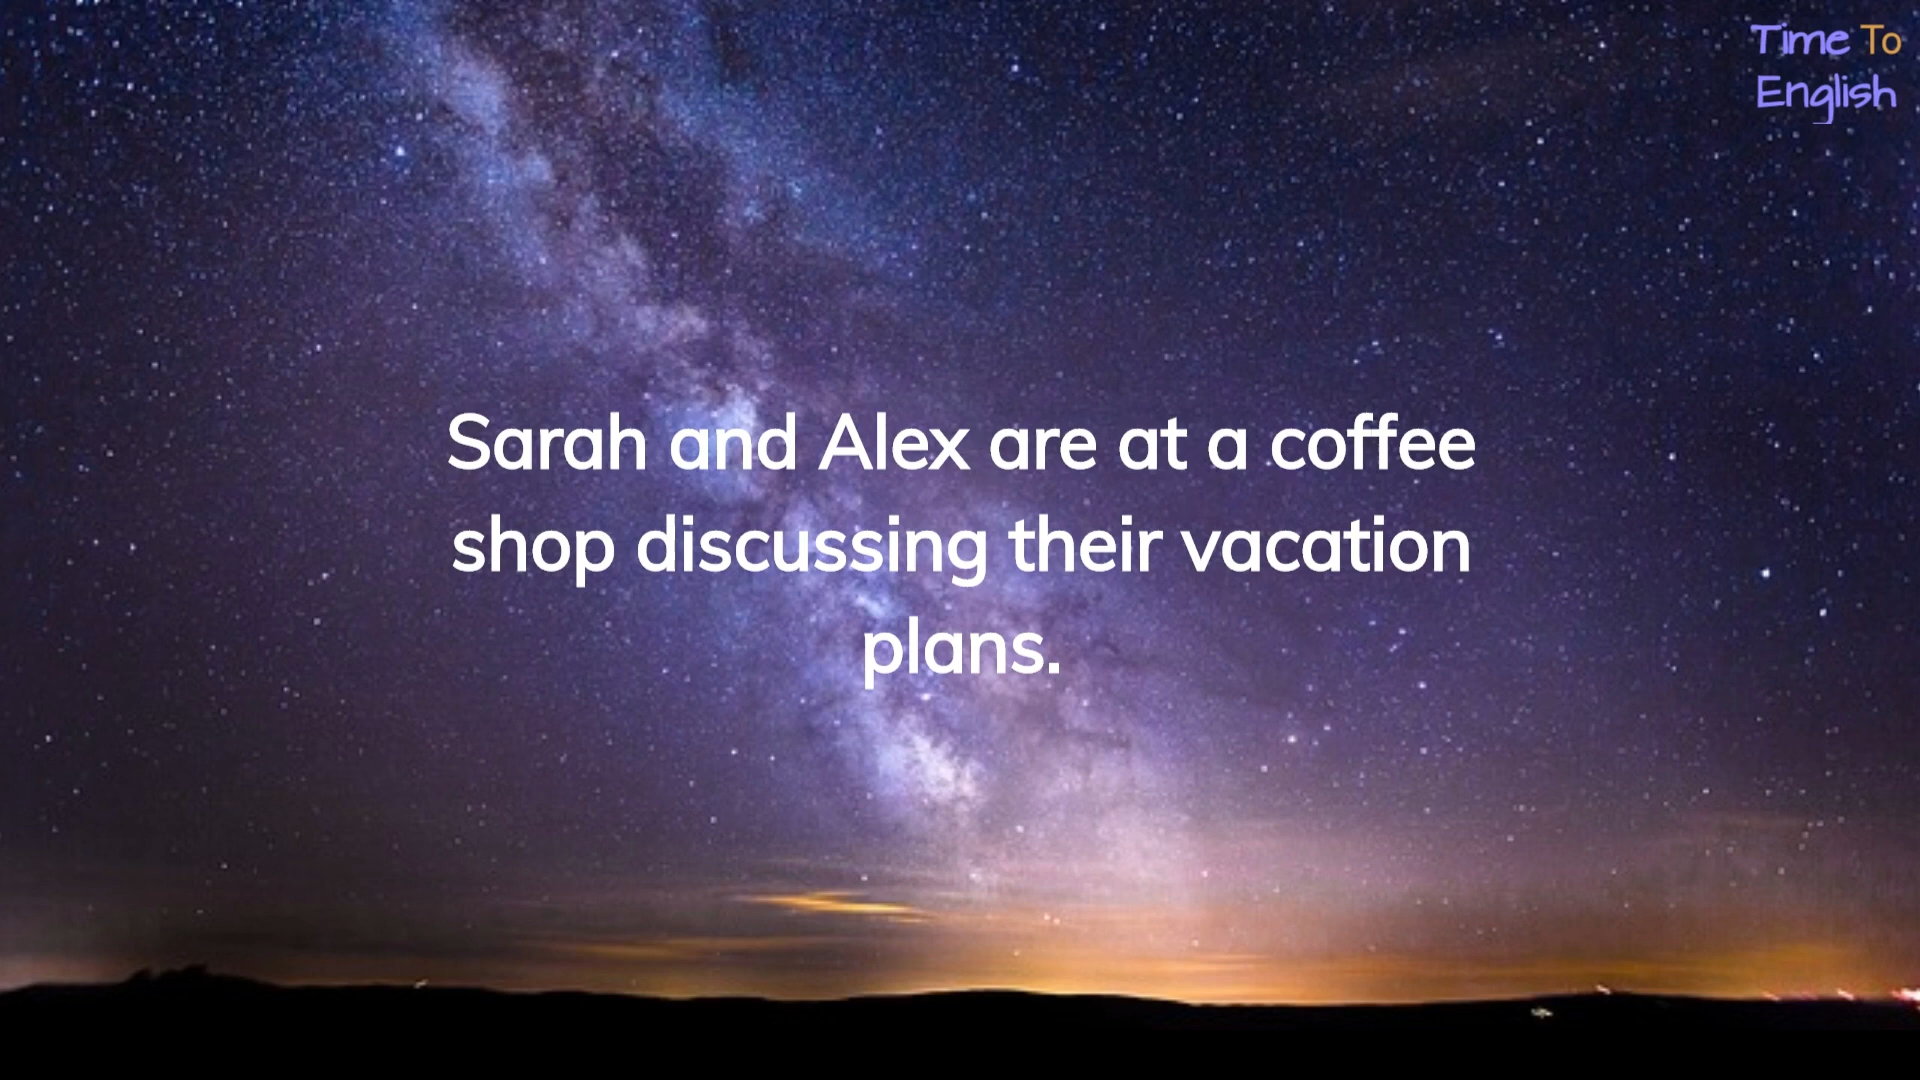 Time To
English
Sarah and Alex are at a coffee
shop discussing their vacation
plans.